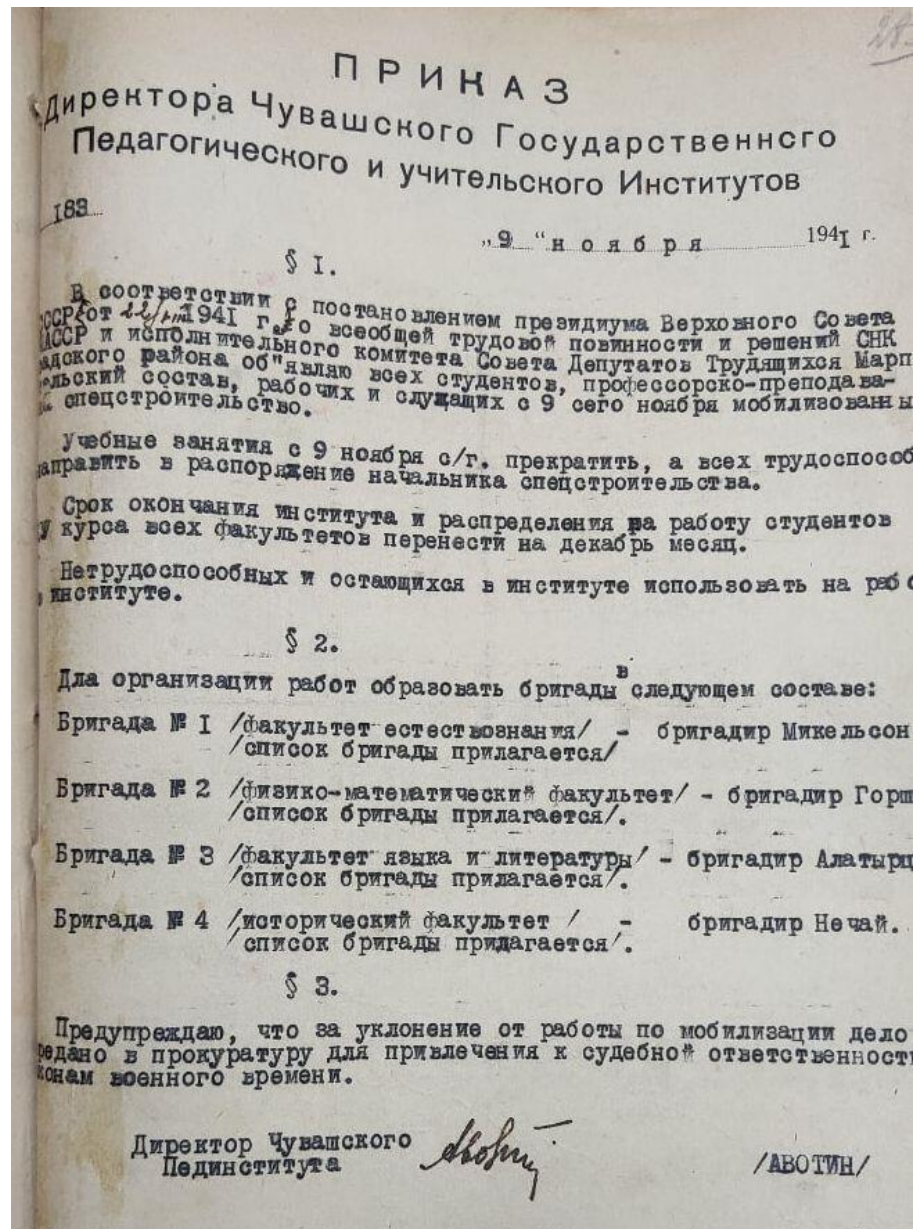 28.
ПРИКАЗ
Директора Чувашского Государственнсго
Педагогического и учительского Институтов
183
„9 “ ноября 1941 г.
§ I.
В соответствии с постановлением президиума Верховного Совета
СССР от 1941 г. о всеобщей трудовой повинности и решений СНК
АССР и исполнительного комитета Совета Депутатов Трудящихся Марп
адского района об"являю всех студентов, профессорско-преподава-
льский состав, рабочих и служащих с 9 сего ноября мобилизованны
спецстроительство.
Учебные занятия с 9 ноября с/г. прекратить, а всех трудоспособ
направить в распоряжение начальника спецстроительства.
Срок окончания института и распределения на работу студентов
У курса всех факультетов перенести на декабрь месяц.
Нетрудоспособных и остающихся в институте использовать на раб
институте.
§ 2.
Для организации работ образовать бригады в следующем составе:
Бригада № I /факультет естествознания/ - бригадир Микельсон
/список бригады прилагается/
Бригада № 2 /физико-математический факультет/ - бригадир Горш
/список бригады прилагается/.
Бригада № 3 /факультет языка и литературы/ - бригадир Алатырц
/список бригады прилагается/.
Бригада № 4 /исторический факультет / - бригадир Нечай.
/список бригады придагается/.
§ 3.
Предупреждаю, что за уклонение от работы по мобилизации дело
редано в прокуратуру для привлечения к судебной ответственност
конам военного времени.
Директор Чувашского
Пединститута /АВОТИН/